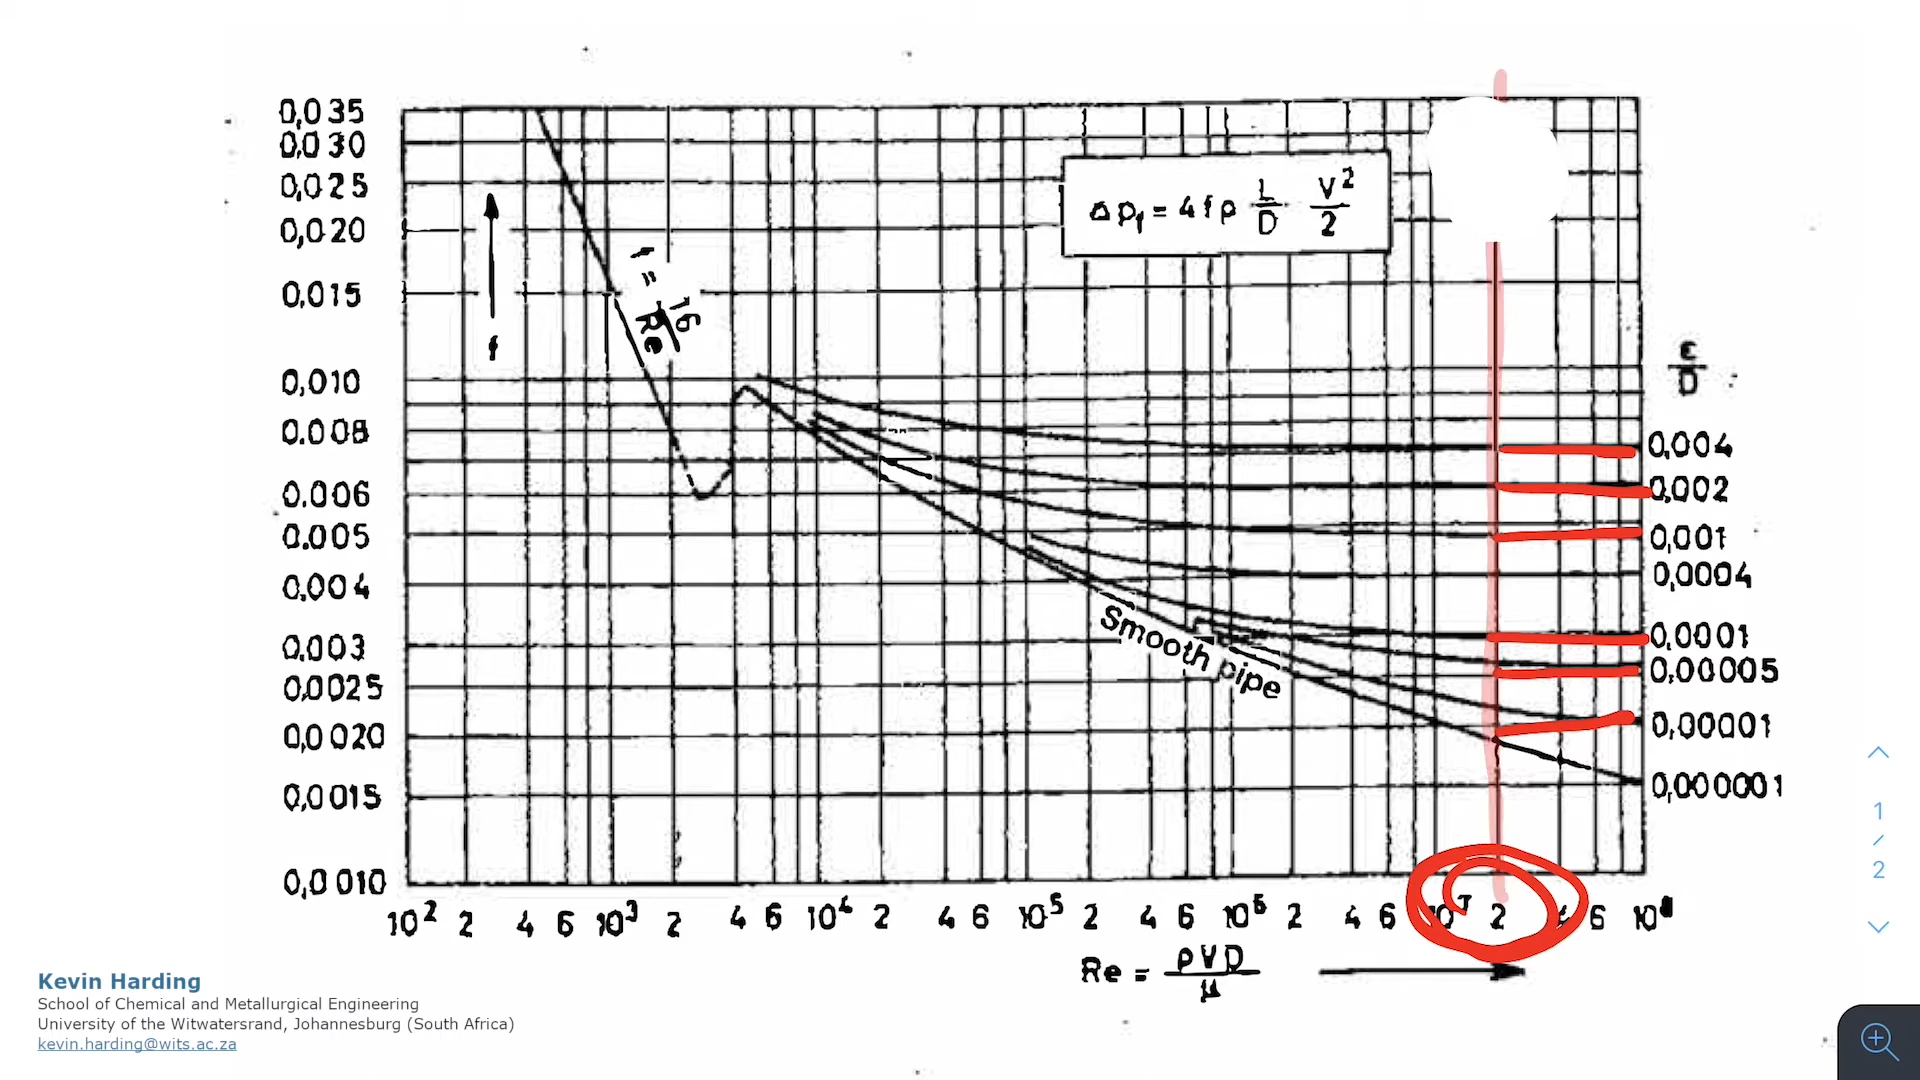 0,035
0,030
0,025
0,020
0,015
0,010
0.008
0.006
0.005
0.004
0.003
0.0025
0,0020
0,0015
0,0010
f
f = 16/Re
Δpf = 4fρ L/D V²/2
Smooth pipe
ε/D
0,004
0,002
0,001
0,0004
0,0001
0,00005
0,00001
0,000001
10² 2 4 6 10³ 2 4 6 10⁴ 2 4 6 10⁵ 2 4 6 10⁶ 2 4 6 10⁷ 2 4 6 10⁸
Re = ρVD/μ
1
/
2
Kevin Harding
School of Chemical and Metallurgical Engineering
University of the Witwatersrand, Johannesburg (South Africa)
kevin.harding@wits.ac.za